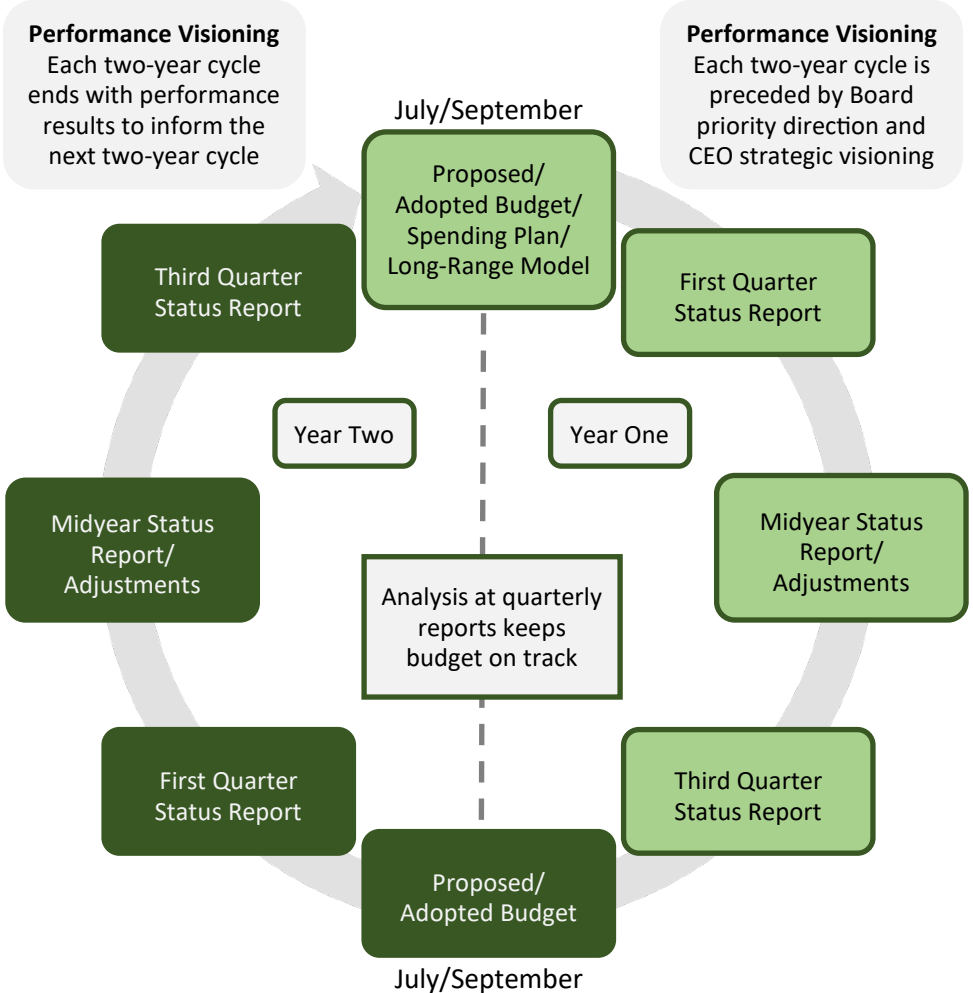 Performance Visioning
Each two-year cycle
ends with performance
results to inform the
next two-year cycle
Performance Visioning
Each two-year cycle is
preceded by Board
priority direction and
CEO strategic visioning
July/September
Proposed/
Adopted Budget/
Spending Plan/
Long-Range Model
First Quarter
Status Report
Midyear Status
Report/
Adjustments
Third Quarter
Status Report
Proposed/
Adopted Budget
July/September
First Quarter
Status Report
Midyear Status
Report/
Adjustments
Third Quarter
Status Report
Year Two
Year One
Analysis at quarterly
reports keeps
budget on track